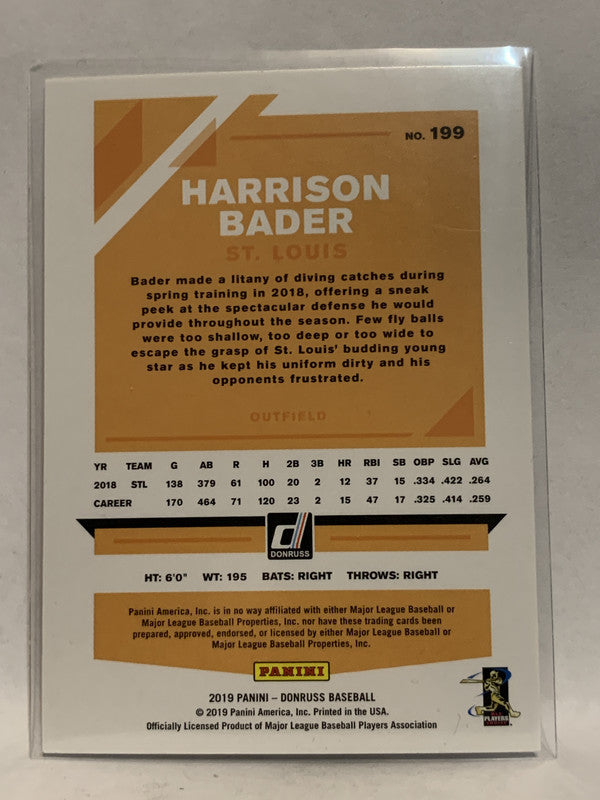 NO. 199
HARRISON
BADER
ST. LOUIS
Bader made a litany of diving catches during
spring training in 2018, offering a sneak
peek at the spectacular defense he would
provide throughout the season. Few fly balls
were too shallow, too deep or too wide to
escape the grasp of St. Louis' budding young
star as he kept his uniform dirty and his
opponents frustrated.
OUTFIELD
YR TEAM G AB R H 2B 3B HR RBI SB OBP SLG AVG
2018 STL 138 379 61 100 20 2 12 37 15 .334 .422 .264
CAREER 170 464 71 120 23 2 15 47 17 .325 .414 .259
d
DONRUSS
HT: 6'0" WT: 195 BATS: RIGHT THROWS: RIGHT
Panini America, Inc. is in no way affiliated with either Major League Baseball or
Major League Baseball Properties, Inc. nor have these trading cards been
prepared, approved, endorsed, or licensed by either Major League Baseball or
Major League Baseball Properties, Inc.
PANINI
2019 PANINI – DONRUSS BASEBALL
© 2019 Panini America, Inc. Printed in the USA.
Officially Licensed Product of Major League Baseball Players Association
PLAYERS